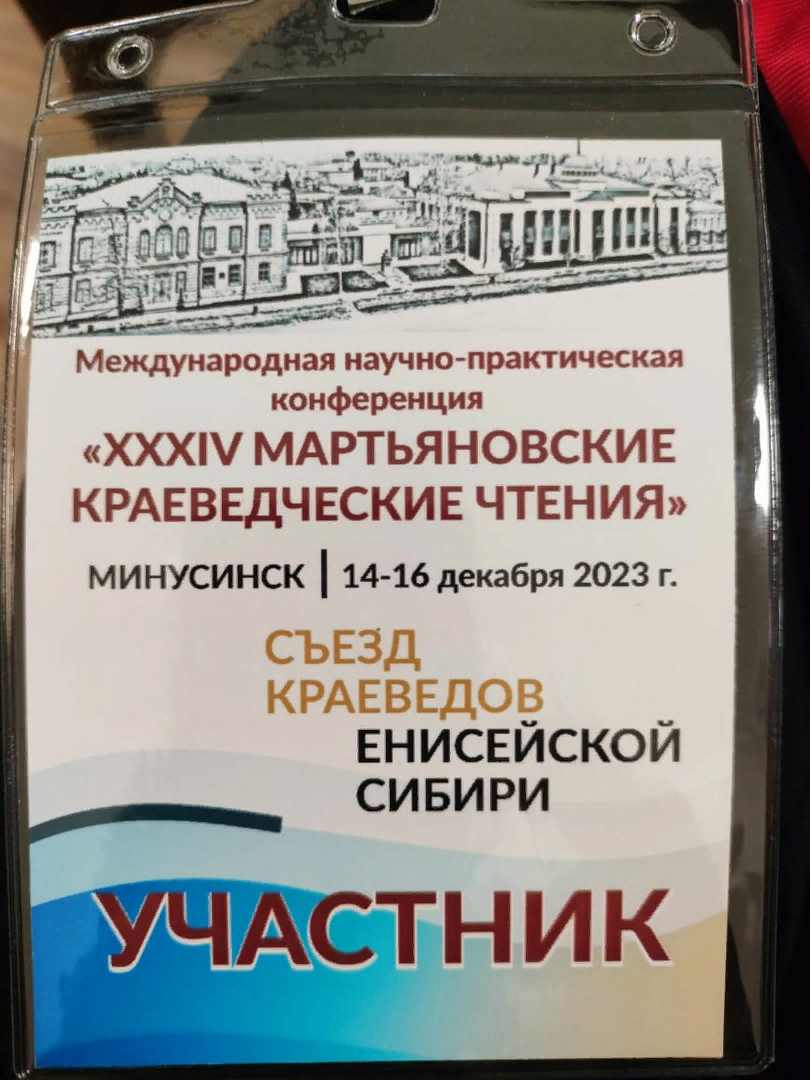 Международная научно-практическая
конференция
«XXXIV МАРТЬЯНОВСКИЕ
КРАЕВЕДЧЕСКИЕ ЧТЕНИЯ»
МИНУСИНСК | 14-16 декабря 2023 г.
СЪЕЗД
КРАЕВЕДОВ
ЕНИСЕЙСКОЙ
СИБИРИ
УЧАСТНИК